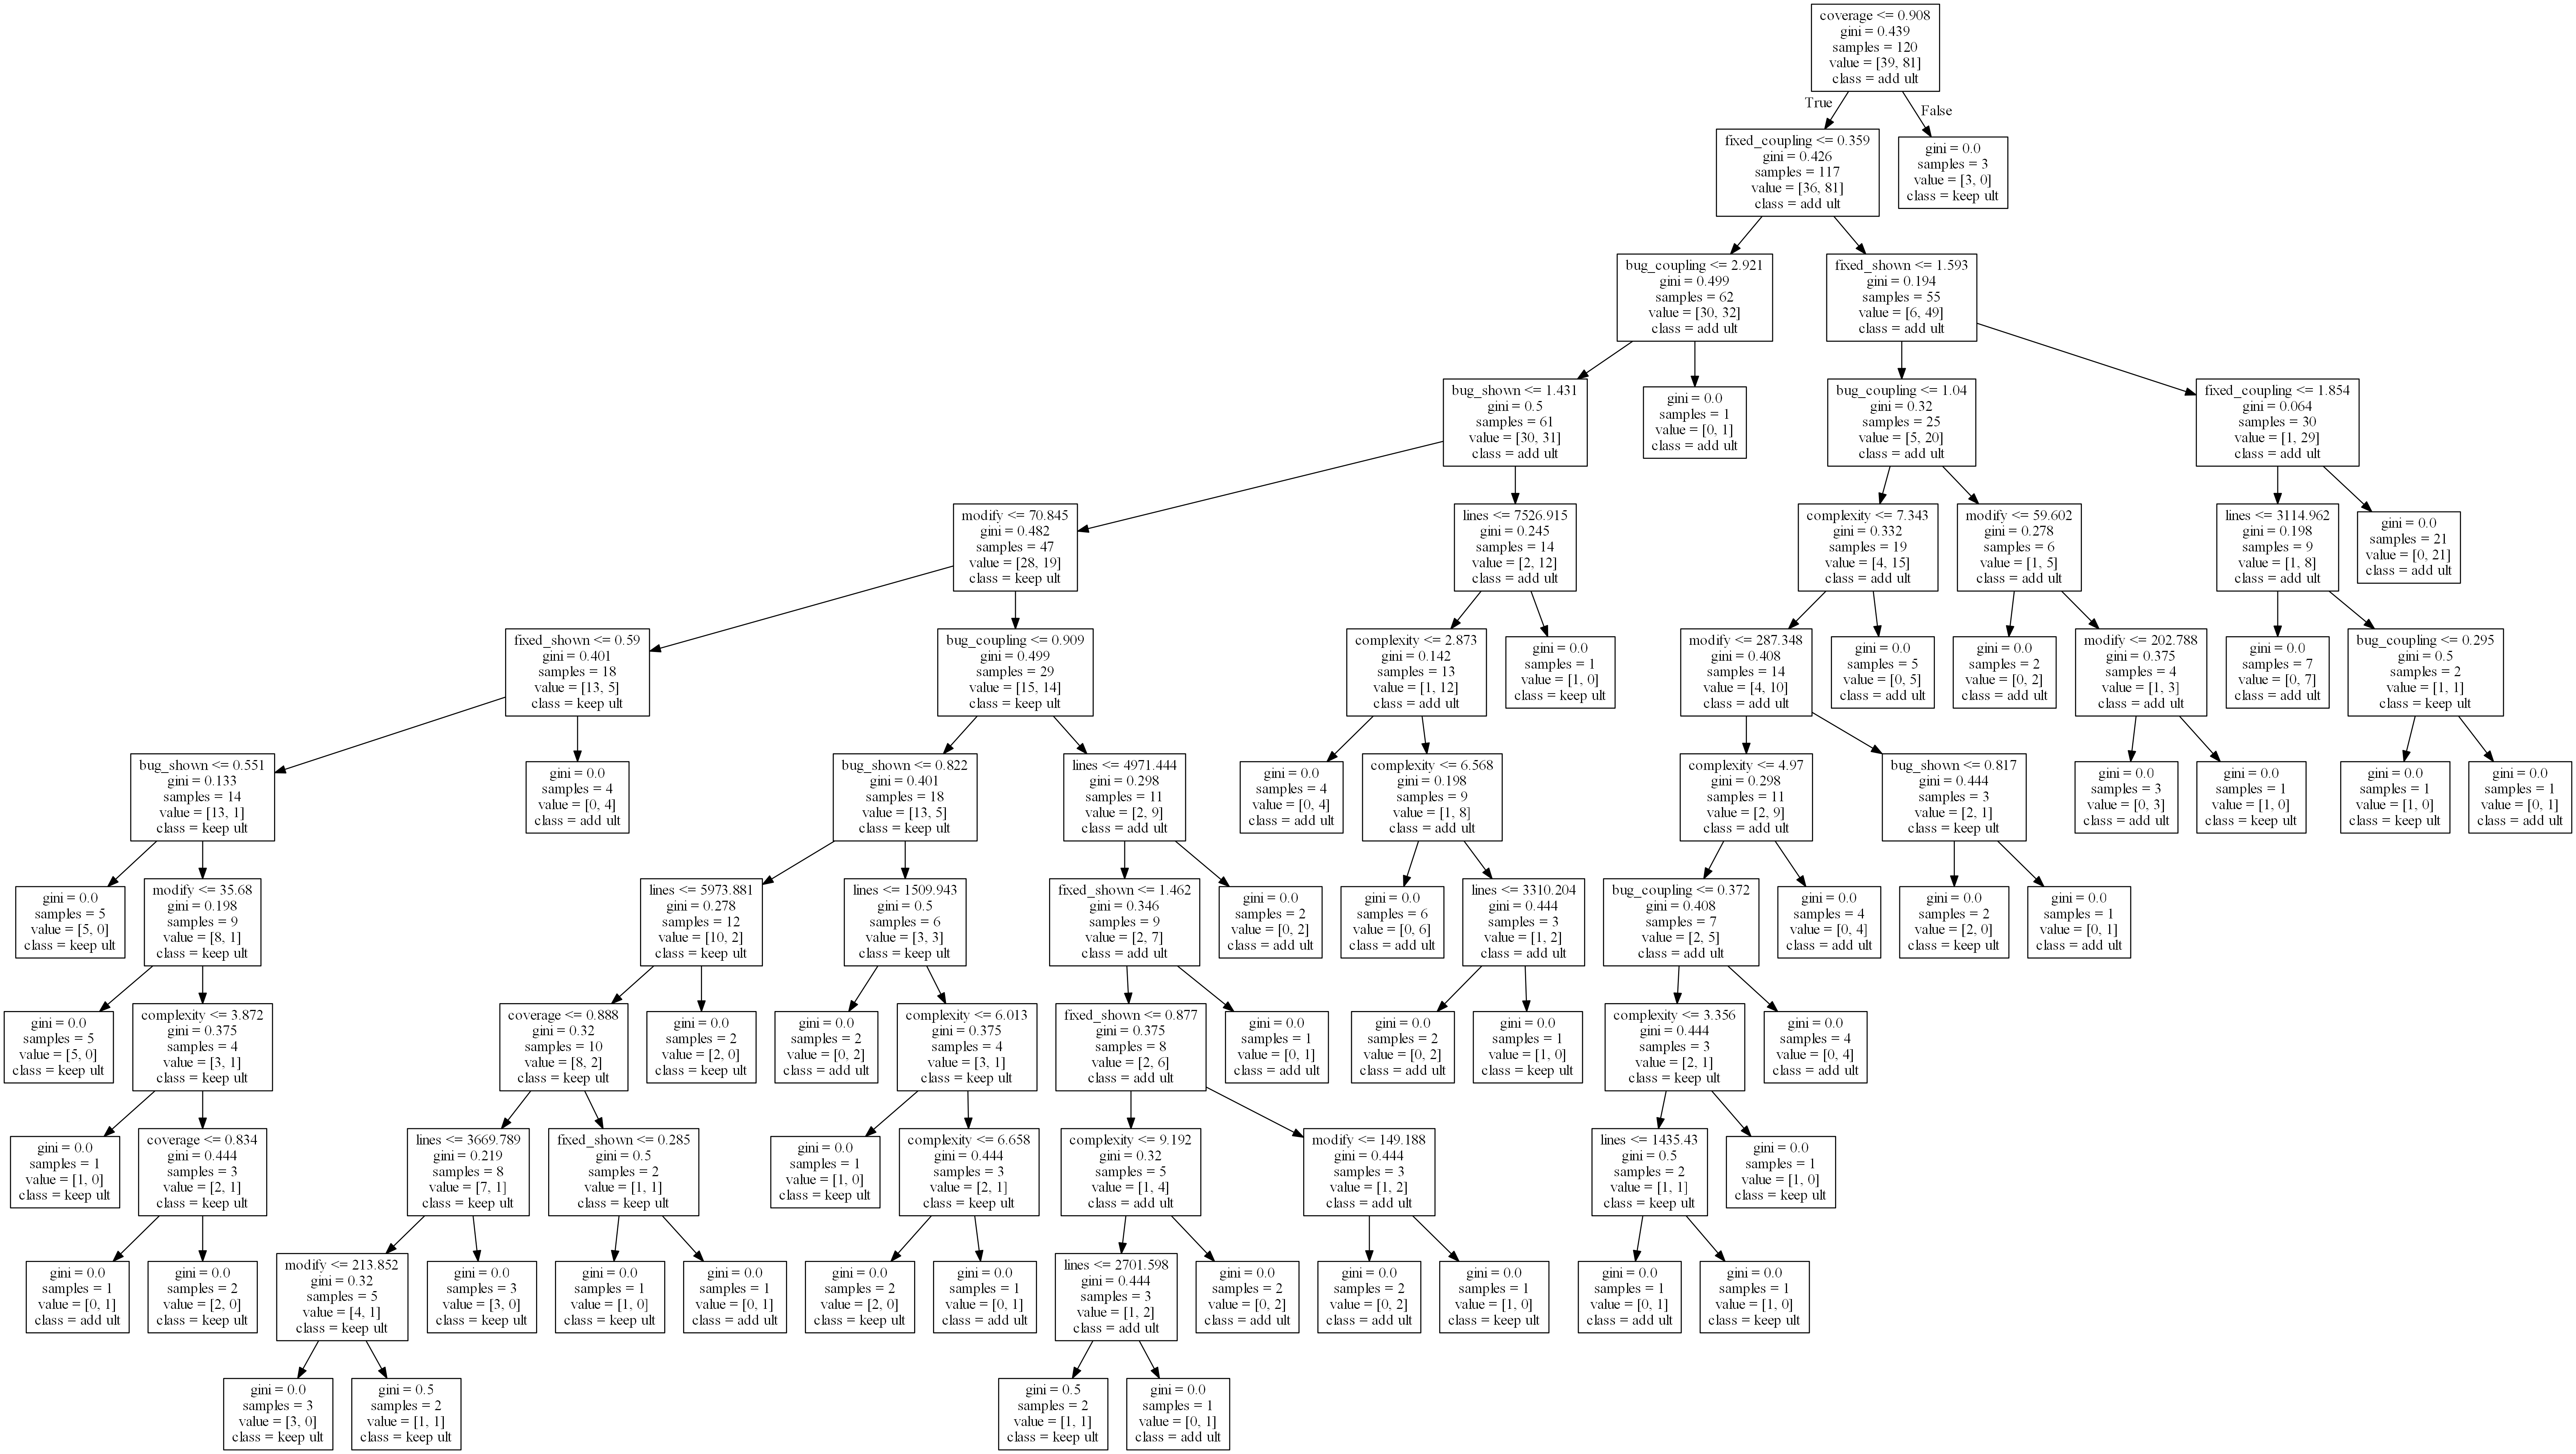 coverage <= 0.908
gini = 0.439
samples = 120
value = [39, 81]
class = add ult
True
False
fixed_coupling <= 0.359
gini = 0.426
samples = 117
value = [36, 81]
class = add ult
gini = 0.0
samples = 3
value = [3, 0]
class = keep ult
bug_coupling <= 2.921
gini = 0.499
samples = 62
value = [30, 32]
class = add ult
fixed_shown <= 1.593
gini = 0.194
samples = 55
value = [6, 49]
class = add ult
bug_shown <= 1.431
gini = 0.5
samples = 61
value = [30, 31]
class = add ult
gini = 0.0
samples = 1
value = [0, 1]
class = add ult
bug_coupling <= 1.04
gini = 0.32
samples = 25
value = [5, 20]
class = add ult
fixed_coupling <= 1.854
gini = 0.064
samples = 30
value = [1, 29]
class = add ult
modify <= 70.845
gini = 0.482
samples = 47
value = [28, 19]
class = keep ult
lines <= 7526.915
gini = 0.245
samples = 14
value = [2, 12]
class = add ult
complexity <= 7.343
gini = 0.332
samples = 19
value = [4, 15]
class = add ult
modify <= 59.602
gini = 0.278
samples = 6
value = [1, 5]
class = add ult
lines <= 3114.962
gini = 0.198
samples = 9
value = [1, 8]
class = add ult
gini = 0.0
samples = 21
value = [0, 21]
class = add ult
fixed_shown <= 0.59
gini = 0.401
samples = 18
value = [13, 5]
class = keep ult
bug_coupling <= 0.909
gini = 0.499
samples = 29
value = [15, 14]
class = keep ult
complexity <= 2.873
gini = 0.142
samples = 13
value = [1, 12]
class = add ult
gini = 0.0
samples = 1
value = [1, 0]
class = keep ult
modify <= 287.348
gini = 0.408
samples = 14
value = [4, 10]
class = add ult
gini = 0.0
samples = 5
value = [0, 5]
class = add ult
gini = 0.0
samples = 2
value = [0, 2]
class = add ult
modify <= 202.788
gini = 0.375
samples = 4
value = [1, 3]
class = add ult
gini = 0.0
samples = 7
value = [0, 7]
class = add ult
bug_coupling <= 0.295
gini = 0.5
samples = 2
value = [1, 1]
class = keep ult
bug_shown <= 0.551
gini = 0.133
samples = 14
value = [13, 1]
class = keep ult
gini = 0.0
samples = 4
value = [0, 4]
class = add ult
bug_shown <= 0.822
gini = 0.401
samples = 18
value = [13, 5]
class = keep ult
lines <= 4971.444
gini = 0.298
samples = 11
value = [2, 9]
class = add ult
gini = 0.0
samples = 4
value = [0, 4]
class = add ult
complexity <= 6.568
gini = 0.198
samples = 9
value = [1, 8]
class = add ult
complexity <= 4.97
gini = 0.298
samples = 11
value = [2, 9]
class = add ult
bug_shown <= 0.817
gini = 0.444
samples = 3
value = [2, 1]
class = keep ult
gini = 0.0
samples = 3
value = [0, 3]
class = add ult
gini = 0.0
samples = 1
value = [1, 0]
class = keep ult
gini = 0.0
samples = 1
value = [1, 0]
class = keep ult
gini = 0.0
samples = 1
value = [0, 1]
class = add ult
gini = 0.0
samples = 5
value = [5, 0]
class = keep ult
modify <= 35.68
gini = 0.198
samples = 9
value = [8, 1]
class = keep ult
lines <= 5973.881
gini = 0.278
samples = 12
value = [10, 2]
class = keep ult
lines <= 1509.943
gini = 0.5
samples = 6
value = [3, 3]
class = keep ult
fixed_shown <= 1.462
gini = 0.346
samples = 9
value = [2, 7]
class = add ult
gini = 0.0
samples = 2
value = [0, 2]
class = add ult
gini = 0.0
samples = 6
value = [0, 6]
class = add ult
lines <= 3310.204
gini = 0.444
samples = 3
value = [1, 2]
class = add ult
bug_coupling <= 0.372
gini = 0.408
samples = 7
value = [2, 5]
class = add ult
gini = 0.0
samples = 4
value = [0, 4]
class = add ult
gini = 0.0
samples = 2
value = [2, 0]
class = keep ult
gini = 0.0
samples = 1
value = [0, 1]
class = add ult
gini = 0.0
samples = 5
value = [5, 0]
class = keep ult
complexity <= 3.872
gini = 0.375
samples = 4
value = [3, 1]
class = keep ult
coverage <= 0.888
gini = 0.32
samples = 10
value = [8, 2]
class = keep ult
gini = 0.0
samples = 2
value = [2, 0]
class = keep ult
gini = 0.0
samples = 2
value = [0, 2]
class = add ult
complexity <= 6.013
gini = 0.375
samples = 4
value = [3, 1]
class = keep ult
fixed_shown <= 0.877
gini = 0.375
samples = 8
value = [2, 6]
class = add ult
gini = 0.0
samples = 1
value = [0, 1]
class = add ult
gini = 0.0
samples = 2
value = [0, 2]
class = add ult
gini = 0.0
samples = 1
value = [1, 0]
class = keep ult
complexity <= 3.356
gini = 0.444
samples = 3
value = [2, 1]
class = keep ult
gini = 0.0
samples = 4
value = [0, 4]
class = add ult
gini = 0.0
samples = 1
value = [1, 0]
class = keep ult
coverage <= 0.834
gini = 0.444
samples = 3
value = [2, 1]
class = keep ult
lines <= 3669.789
gini = 0.219
samples = 8
value = [7, 1]
class = keep ult
fixed_shown <= 0.285
gini = 0.5
samples = 2
value = [1, 1]
class = keep ult
gini = 0.0
samples = 1
value = [1, 0]
class = keep ult
complexity <= 6.658
gini = 0.444
samples = 3
value = [2, 1]
class = keep ult
complexity <= 9.192
gini = 0.32
samples = 5
value = [1, 4]
class = add ult
modify <= 149.188
gini = 0.444
samples = 3
value = [1, 2]
class = add ult
lines <= 1435.43
gini = 0.5
samples = 2
value = [1, 1]
class = keep ult
gini = 0.0
samples = 1
value = [1, 0]
class = keep ult
gini = 0.0
samples = 1
value = [0, 1]
class = add ult
gini = 0.0
samples = 2
value = [2, 0]
class = keep ult
modify <= 213.852
gini = 0.32
samples = 5
value = [4, 1]
class = keep ult
gini = 0.0
samples = 3
value = [3, 0]
class = keep ult
gini = 0.0
samples = 1
value = [1, 0]
class = keep ult
gini = 0.0
samples = 1
value = [0, 1]
class = add ult
gini = 0.0
samples = 2
value = [2, 0]
class = keep ult
gini = 0.0
samples = 1
value = [0, 1]
class = add ult
lines <= 2701.598
gini = 0.444
samples = 3
value = [1, 2]
class = add ult
gini = 0.0
samples = 2
value = [0, 2]
class = add ult
gini = 0.0
samples = 2
value = [0, 2]
class = add ult
gini = 0.0
samples = 1
value = [1, 0]
class = keep ult
gini = 0.0
samples = 1
value = [0, 1]
class = add ult
gini = 0.0
samples = 1
value = [1, 0]
class = keep ult
gini = 0.0
samples = 3
value = [3, 0]
class = keep ult
gini = 0.5
samples = 2
value = [1, 1]
class = keep ult
gini = 0.5
samples = 2
value = [1, 1]
class = keep ult
gini = 0.0
samples = 1
value = [0, 1]
class = add ult